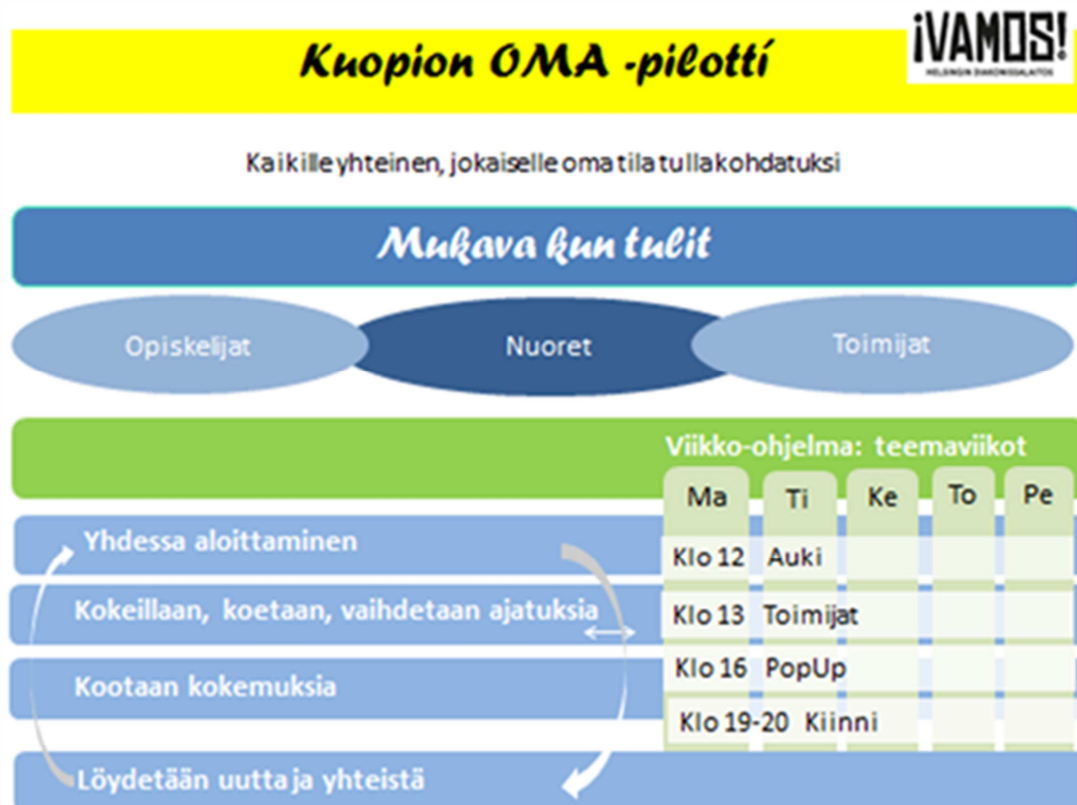 ¡VAMOS!
HELSINGIN DIAKONISSALAITOS
Kuopion OMA -pilotti
Kaikille yhteinen, jokaiselle oma tila tulla kohdatuksi
Mukava kun tulit
Opiskelijat Nuoret Toimijat
Viikko-ohjelma: teemaviikot
Ma Ti Ke To Pe
Yhdessa aloittaminen
Klo 12 Auki
Kokeillaan, koetaan, vaihdetaan ajatuksia
Klo 13 Toimijat
Klo 16 PopUp
Kootaan kokemuksia
Klo 19-20 Kiinni
Löydetään uutta ja yhteistä